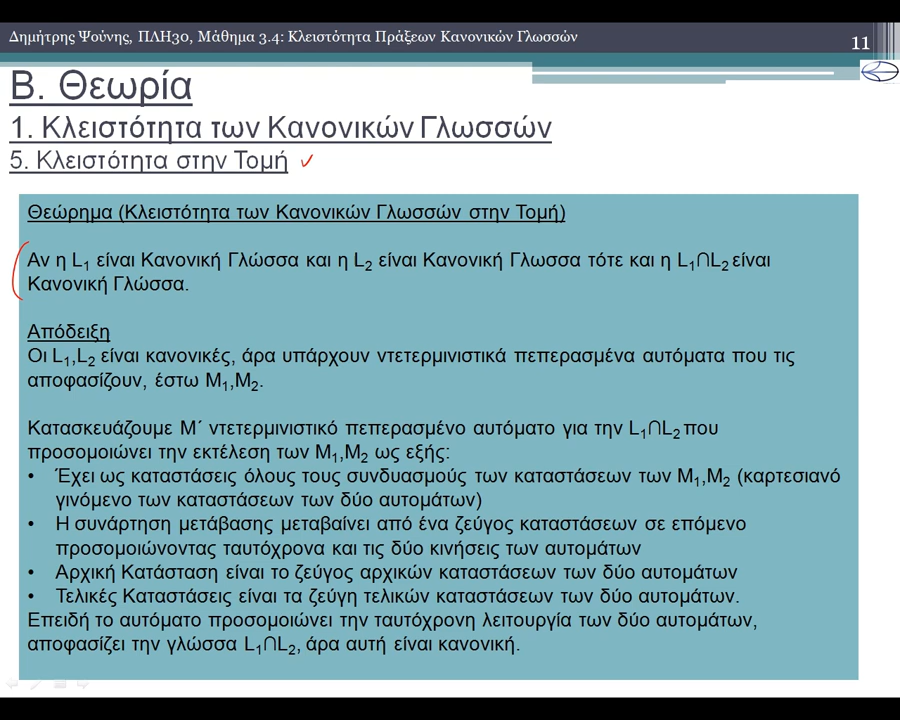 Δημήτρης Ψούνης, ΠΛΗ30, Μάθημα 3.4: Κλειστότητα Πράξεων Κανονικών Γλωσσών
11
Β. Θεωρία
1. Κλειστότητα των Κανονικών Γλωσσών
5. Κλειστότητα στην Τομή
Θεώρημα (Κλειστότητα των Κανονικών Γλωσσών στην Τομή)
Αν η L₁ είναι Κανονική Γλώσσα και η L₂ είναι Κανονική Γλωσσα τότε και η L₁∩L₂ είναι
Κανονική Γλώσσα.
Απόδειξη
Οι L₁,L₂ είναι κανονικές, άρα υπάρχουν ντετερμινιστικά πεπερασμένα αυτόματα που τις
αποφασίζουν, έστω M₁,M₂.
Κατασκευάζουμε Μ΄ ντετερμινιστικό πεπερασμένο αυτόματο για την L₁∩L₂ που
προσομοιώνει την εκτέλεση των M₁,M₂ ως εξής:
• Έχει ως καταστάσεις όλους τους συνδυασμούς των καταστάσεων των M₁,M₂ (καρτεσιανό
γινόμενο των καταστάσεων των δύο αυτομάτων)
• Η συνάρτηση μετάβασης μεταβαίνει από ένα ζεύγος καταστάσεων σε επόμενο
προσομοιώνοντας ταυτόχρονα και τις δύο κινήσεις των αυτομάτων
• Αρχική Κατάσταση είναι το ζεύγος αρχικών καταστάσεων των δύο αυτομάτων
• Τελικές Καταστάσεις είναι τα ζεύγη τελικών καταστάσεων των δύο αυτομάτων.
Επειδή το αυτόματο προσομοιώνει την ταυτόχρονη λειτουργία των δύο αυτομάτων,
αποφασίζει την γλώσσα L₁∩L₂, άρα αυτή είναι κανονική.